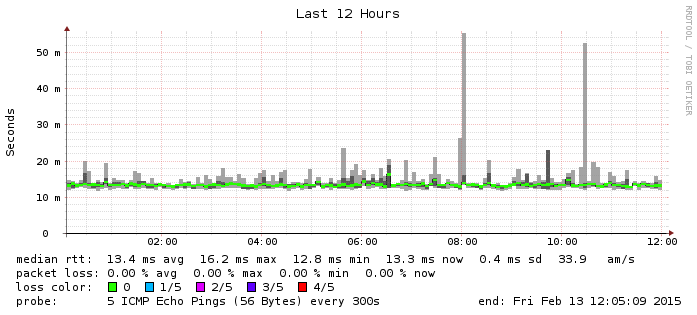 Last 12 Hours
RRDTOOL / TOBI OETIKER
Seconds
50 m
40 m
30 m
20 m
10 m
0
02:00 04:00 06:00 08:00 10:00 12:00
median rtt: 13.4 ms avg 16.2 ms max 12.8 ms min 13.3 ms now 0.4 ms sd 33.9 am/s
packet loss: 0.00 % avg 0.00 % max 0.00 % min 0.00 % now
loss color: 0 1/5 2/5 3/5 4/5
probe: 5 ICMP Echo Pings (56 Bytes) every 300s end: Fri Feb 13 12:05:09 2015